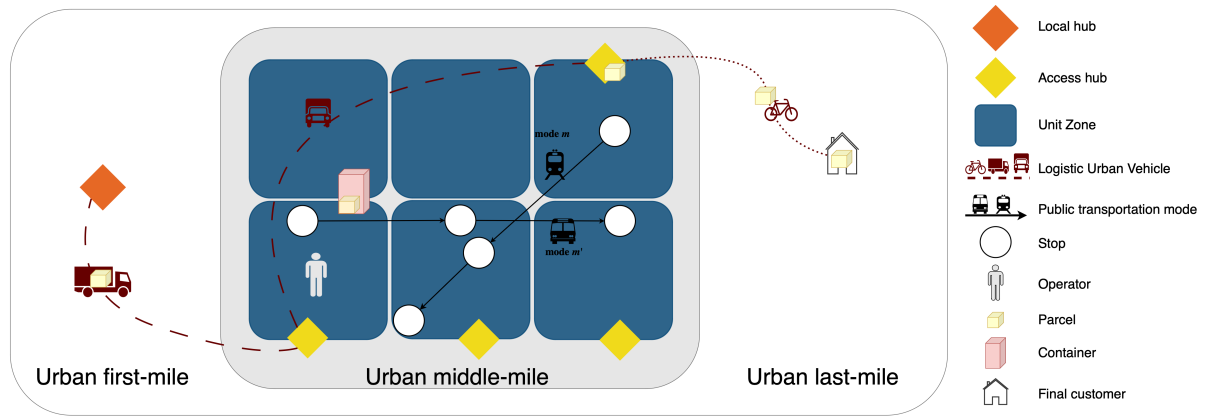 mode m
mode m'
Urban first-mile
Urban middle-mile
Urban last-mile
Local hub
Access hub
Unit Zone
Logistic Urban Vehicle
Public transportation mode
Stop
Operator
Parcel
Container
Final customer